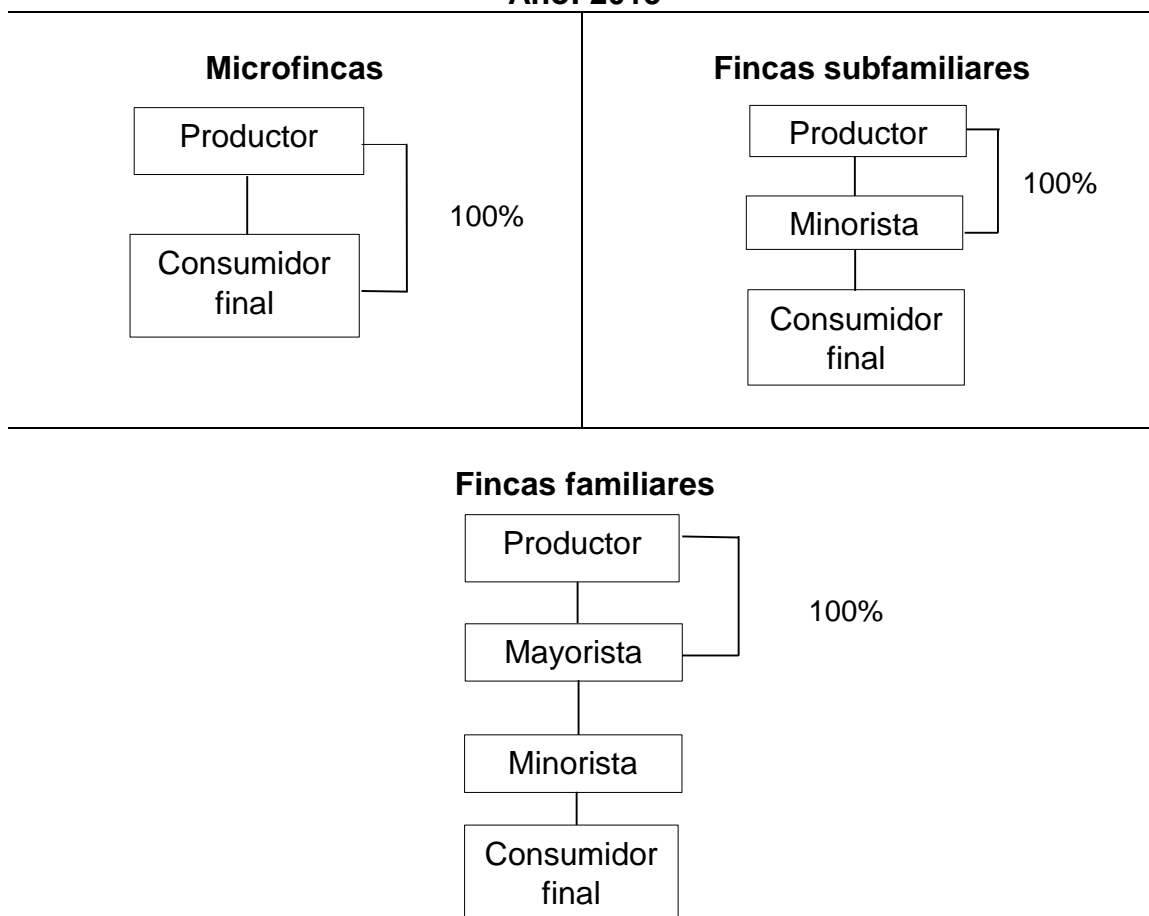 Microfincas
Productor
100%
Consumidor
final
Fincas subfamiliares
Productor
100%
Minorista
Consumidor
final
Fincas familiares
Productor
100%
Mayorista
Minorista
Consumidor
final